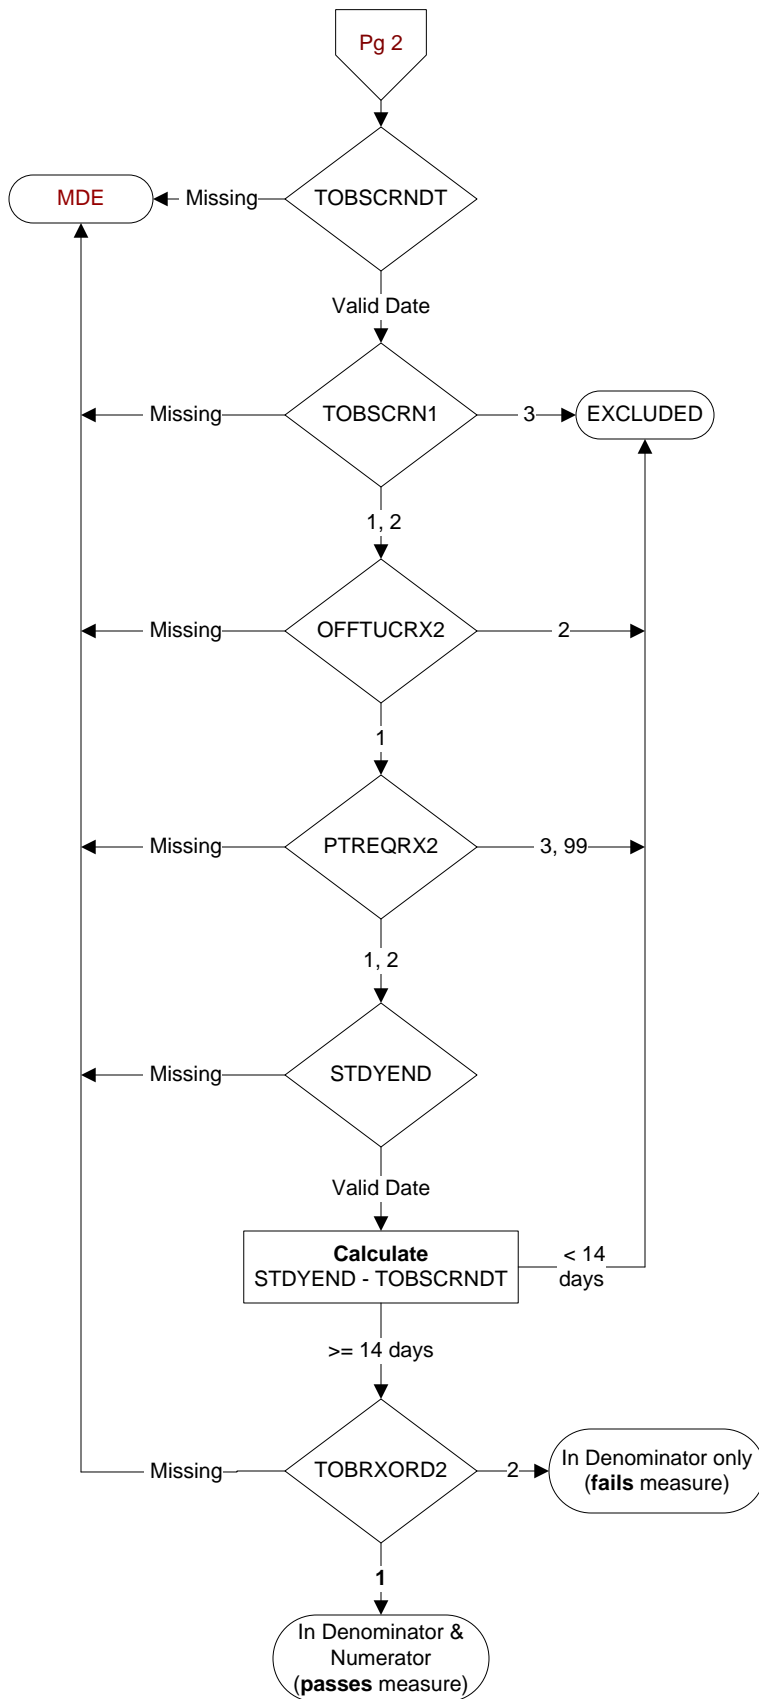 Pg 2
TOBSCRNDT
Missing
MDE
Valid Date
TOBSCRN1
Missing
3
EXCLUDED
1, 2
OFFTUCRX2
Missing
2
1
PTREQRX2
Missing
3, 99
1, 2
STDYEND
Missing
Valid Date
Calculate
STDYEND - TOBSCRNDT
< 14
days
>= 14 days
TOBRXORD2
Missing
2
In Denominator only
(fails measure)
1
In Denominator &
Numerator
(passes measure)